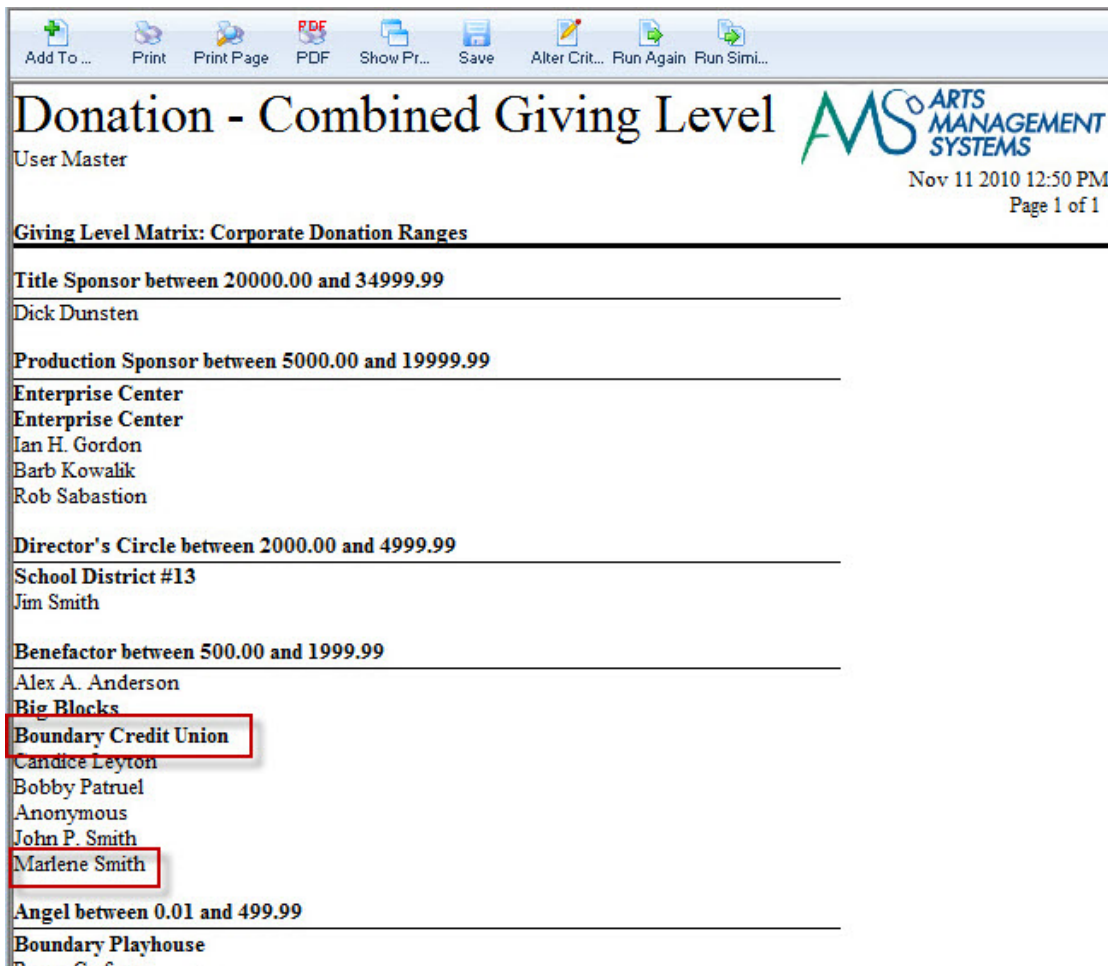 Add To ... Print Print Page PDF Show Pr... Save Alter Crit... Run Again Run Simi...
Donation - Combined Giving Level
AMS ARTS
MANAGEMENT
SYSTEMS
User Master
Nov 11 2010 12:50 PM
Page 1 of 1
Giving Level Matrix: Corporate Donation Ranges
Title Sponsor between 20000.00 and 34999.99
Dick Dunsten
Production Sponsor between 5000.00 and 19999.99
Enterprise Center
Enterprise Center
Ian H. Gordon
Barb Kowalik
Rob Sabastion
Director's Circle between 2000.00 and 4999.99
School District #13
Jim Smith
Benefactor between 500.00 and 1999.99
Alex A. Anderson
Big Blocks
Boundary Credit Union
Candice Leyton
Bobby Patruel
Anonymous
John P. Smith
Marlene Smith
Angel between 0.01 and 499.99
Boundary Playhouse